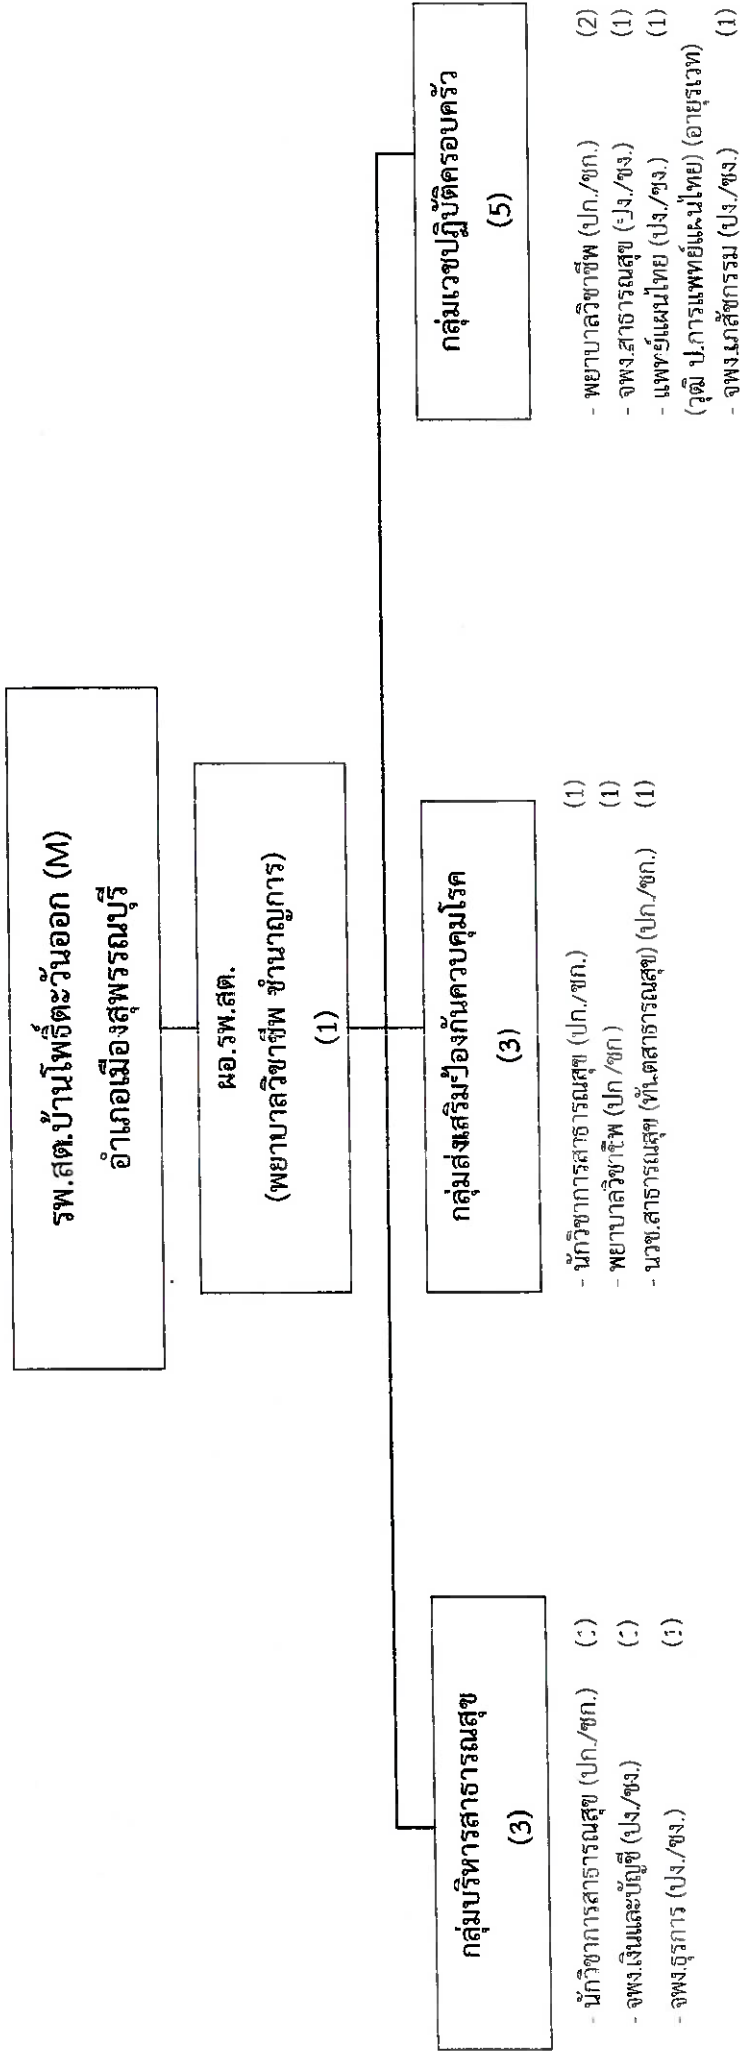 รพ.สต.บ้านโพธิ์ตะวันออก (M)
อำเภอเมืองสุพรรณบุรี
ผอ.รพ.สต.
(พยาบาลวิชาชีพ ชำนาญการ)
(1)
กลุ่มบริหารสาธารณสุข
(3)
- นักวิชาการสาธารณสุข (ปก./ชก.)
- จพง.เงินและบัญชี (ปง./ชง.)
- จพง.ธุรการ (ปง./ชง.)
กลุ่มส่งเสริมป้องกันควบคุมโรค
(3)
- นักวิชาการสาธารณสุข (ปก./ชก.) (1)
- พยาบาลวิชาชีพ (ปก/ชก) (1)
- นวช.สาธารณสุข (ทันตสาธารณสุข) (ปก./ชก.) (1)
กลุ่มเวชปฏิบัติครอบครัว
(5)
- พยาบาลวิชาชีพ (ปก./ชก.) (2)
- จพง.สาธารณสุข (ปง./ชง.) (1)
- แพทย์แผนไทย (ปง./ชง.) (1)
(วุฒิ ป.การแพทย์แผนไทย) (อายุรเวท)
- จพง.เภสัชกรรม (ปง./ชง.) (1)